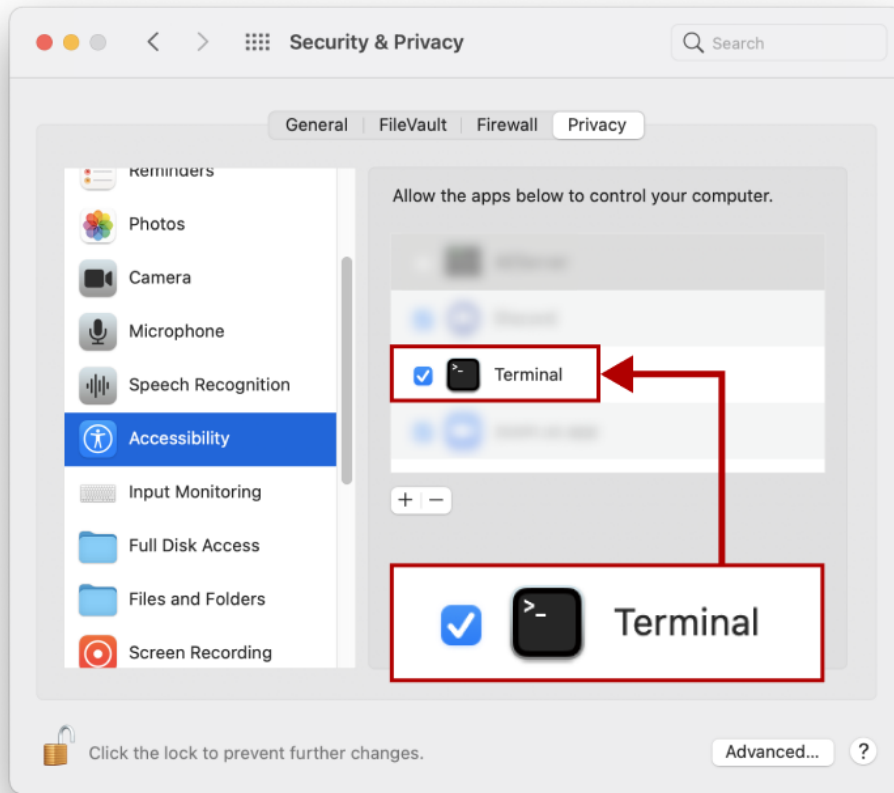 Security & Privacy
Search
General
FileVault
Firewall
Privacy
Reminders
Photos
Camera
Microphone
Speech Recognition
Accessibility
Input Monitoring
Full Disk Access
Files and Folders
Screen Recording
Allow the apps below to control your computer.
>_ Terminal
+ −
>_ Terminal
Click the lock to prevent further changes.
Advanced...
?